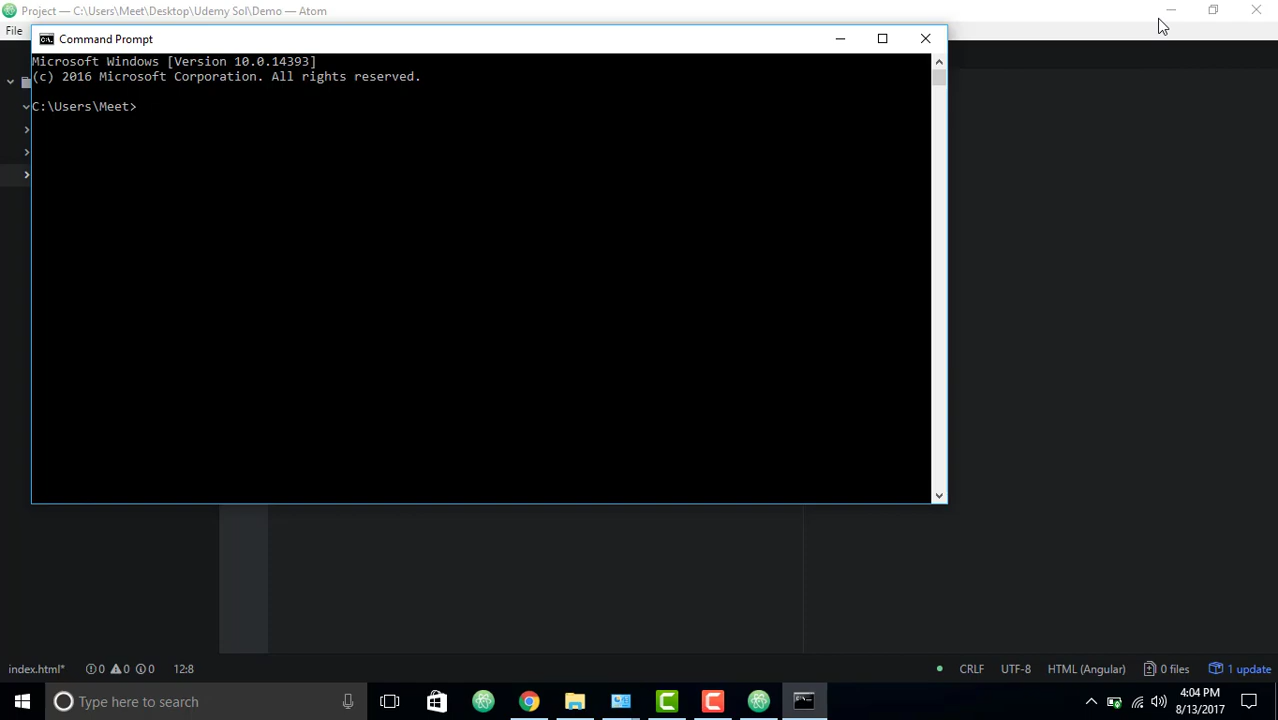 Project — C:\Users\Meet\Desktop\Udemy Sol\Demo — Atom
File
Command Prompt
Microsoft Windows [Version 10.0.14393]
(c) 2016 Microsoft Corporation. All rights reserved.
C:\Users\Meet>
index.html* 0 0 0 12:8 CRLF UTF-8 HTML (Angular) 0 files 1 update
Type here to search
4:04 PM
8/13/2017